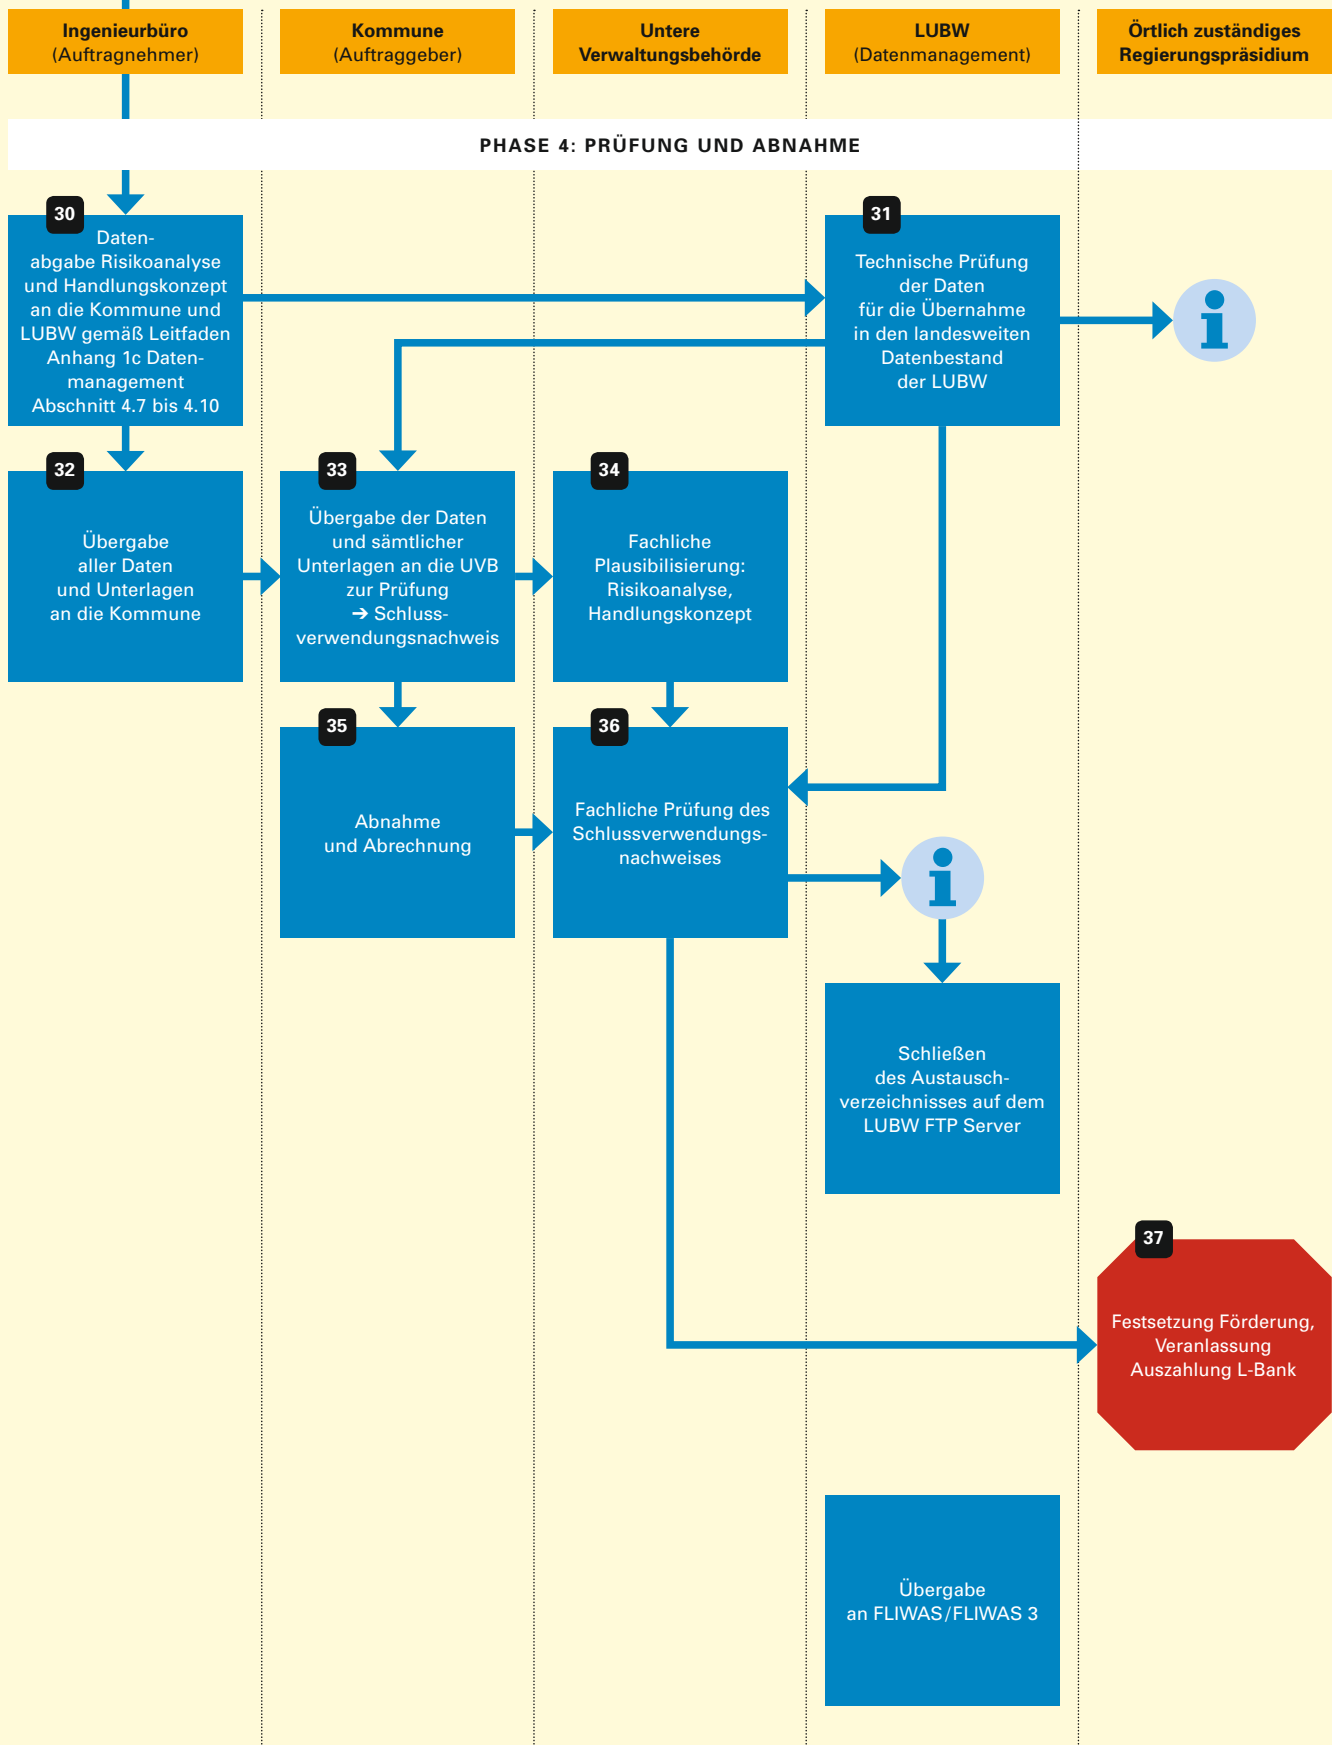 Ingenieurbüro
(Auftragnehmer)
Kommune
(Auftraggeber)
Untere
Verwaltungsbehörde
LUBW
(Datenmanagement)
Örtlich zuständiges
Regierungspräsidium
PHASE 4: PRÜFUNG UND ABNAHME
30
Daten-
abgabe Risikoanalyse
und Handlungskonzept
an die Kommune und
LUBW gemäß Leitfaden
Anhang 1c Daten-
management
Abschnitt 4.7 bis 4.10
31
Technische Prüfung
der Daten
für die Übernahme
in den landesweiten
Datenbestand
der LUBW
i
32
Übergabe
aller Daten
und Unterlagen
an die Kommune
33
Übergabe der Daten
und sämtlicher
Unterlagen an die UVB
zur Prüfung
➔ Schluss-
verwendungsnachweis
34
Fachliche
Plausibilisierung:
Risikoanalyse,
Handlungskonzept
35
Abnahme
und Abrechnung
36
Fachliche Prüfung des
Schlussverwendungs-
nachweises
i
Schließen
des Austausch-
verzeichnisses auf dem
LUBW FTP Server
37
Festsetzung Förderung,
Veranlassung
Auszahlung L-Bank
Übergabe
an FLIWAS/FLIWAS 3